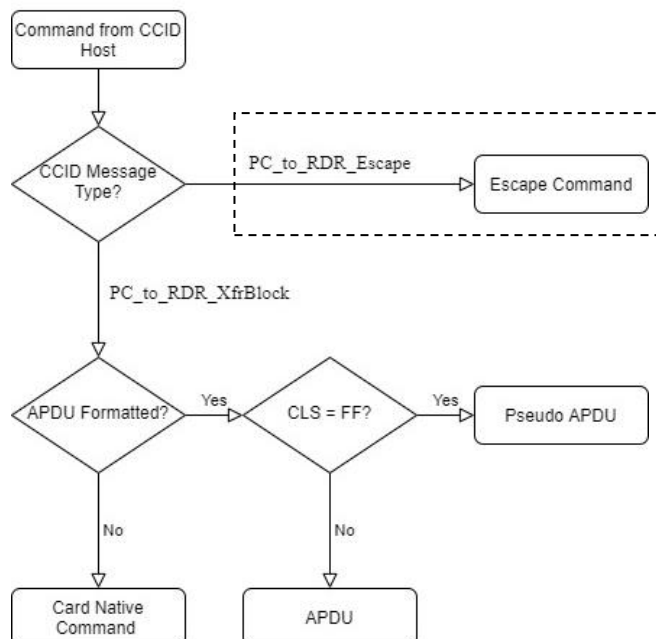 Command from CCID
Host
CCID Message
Type?
PC_to_RDR_Escape
Escape Command
PC_to_RDR_XfrBlock
APDU Formatted?
Yes
CLS = FF?
Yes
Pseudo APDU
No
No
Card Native
Command
APDU